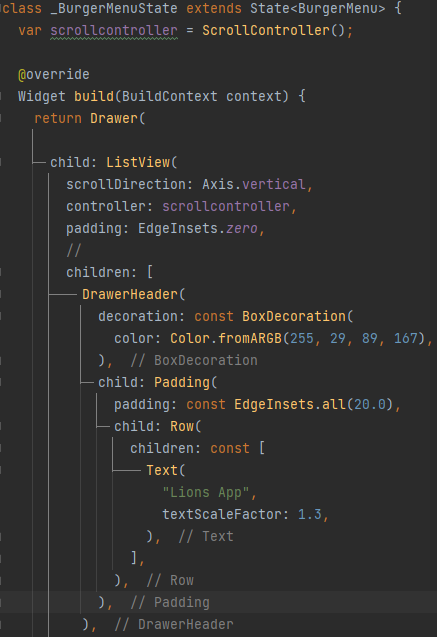 class _BurgerMenuState extends State<BurgerMenu> {
  var scrollcontroller = ScrollController();

  @override
  Widget build(BuildContext context) {
    return Drawer(

      child: ListView(
        scrollDirection: Axis.vertical,
        controller: scrollcontroller,
        padding: EdgeInsets.zero,
        //
        children: [
          DrawerHeader(
            decoration: const BoxDecoration(
              color: Color.fromARGB(255, 29, 89, 167),
            ),  // BoxDecoration
            child: Padding(
              padding: const EdgeInsets.all(20.0),
              child: Row(
                children: const [
                  Text(
                    "Lions App",
                    textScaleFactor: 1.3,
                  ),  // Text
                ],
              ),  // Row
            ),  // Padding
          ),  // DrawerHeader